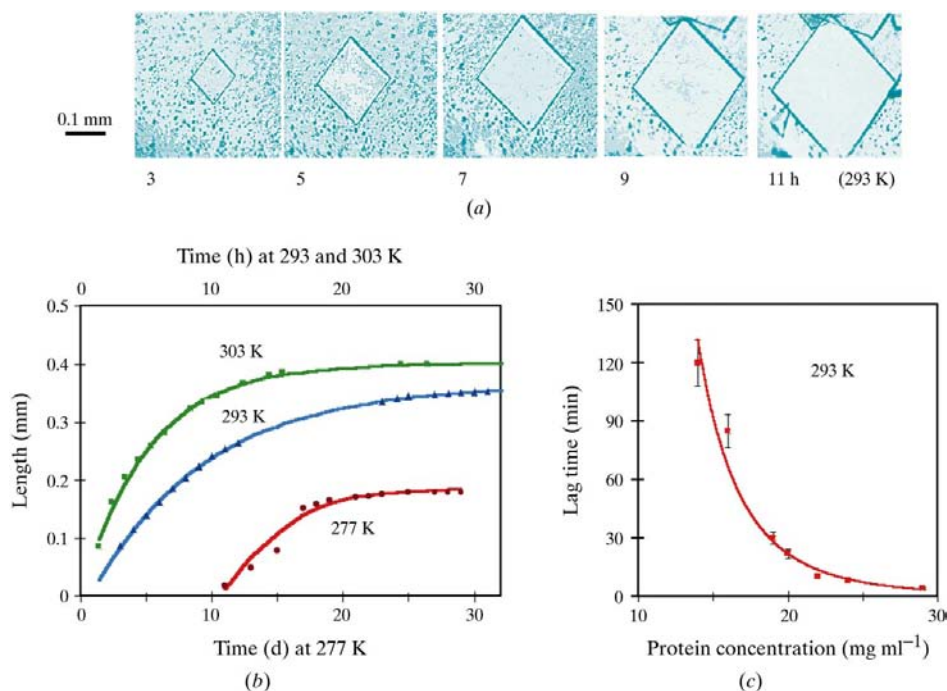 0.1 mm
3 5 7 9 11 h (293 K)
(a)
Time (h) at 293 and 303 K
0 10 20 30
0.5
0.4
0.3
0.2
0.1
0
Length (mm)
303 K
293 K
277 K
0 10 20 30
Time (d) at 277 K
(b)
150
120
90
60
30
0
Lag time (min)
293 K
10 20 30
Protein concentration (mg ml⁻¹)
(c)